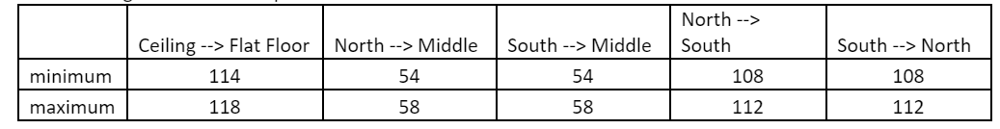 North -->
Ceiling --> Flat Floor North --> Middle South --> Middle South South --> North
minimum 114 54 54 108 108
maximum 118 58 58 112 112